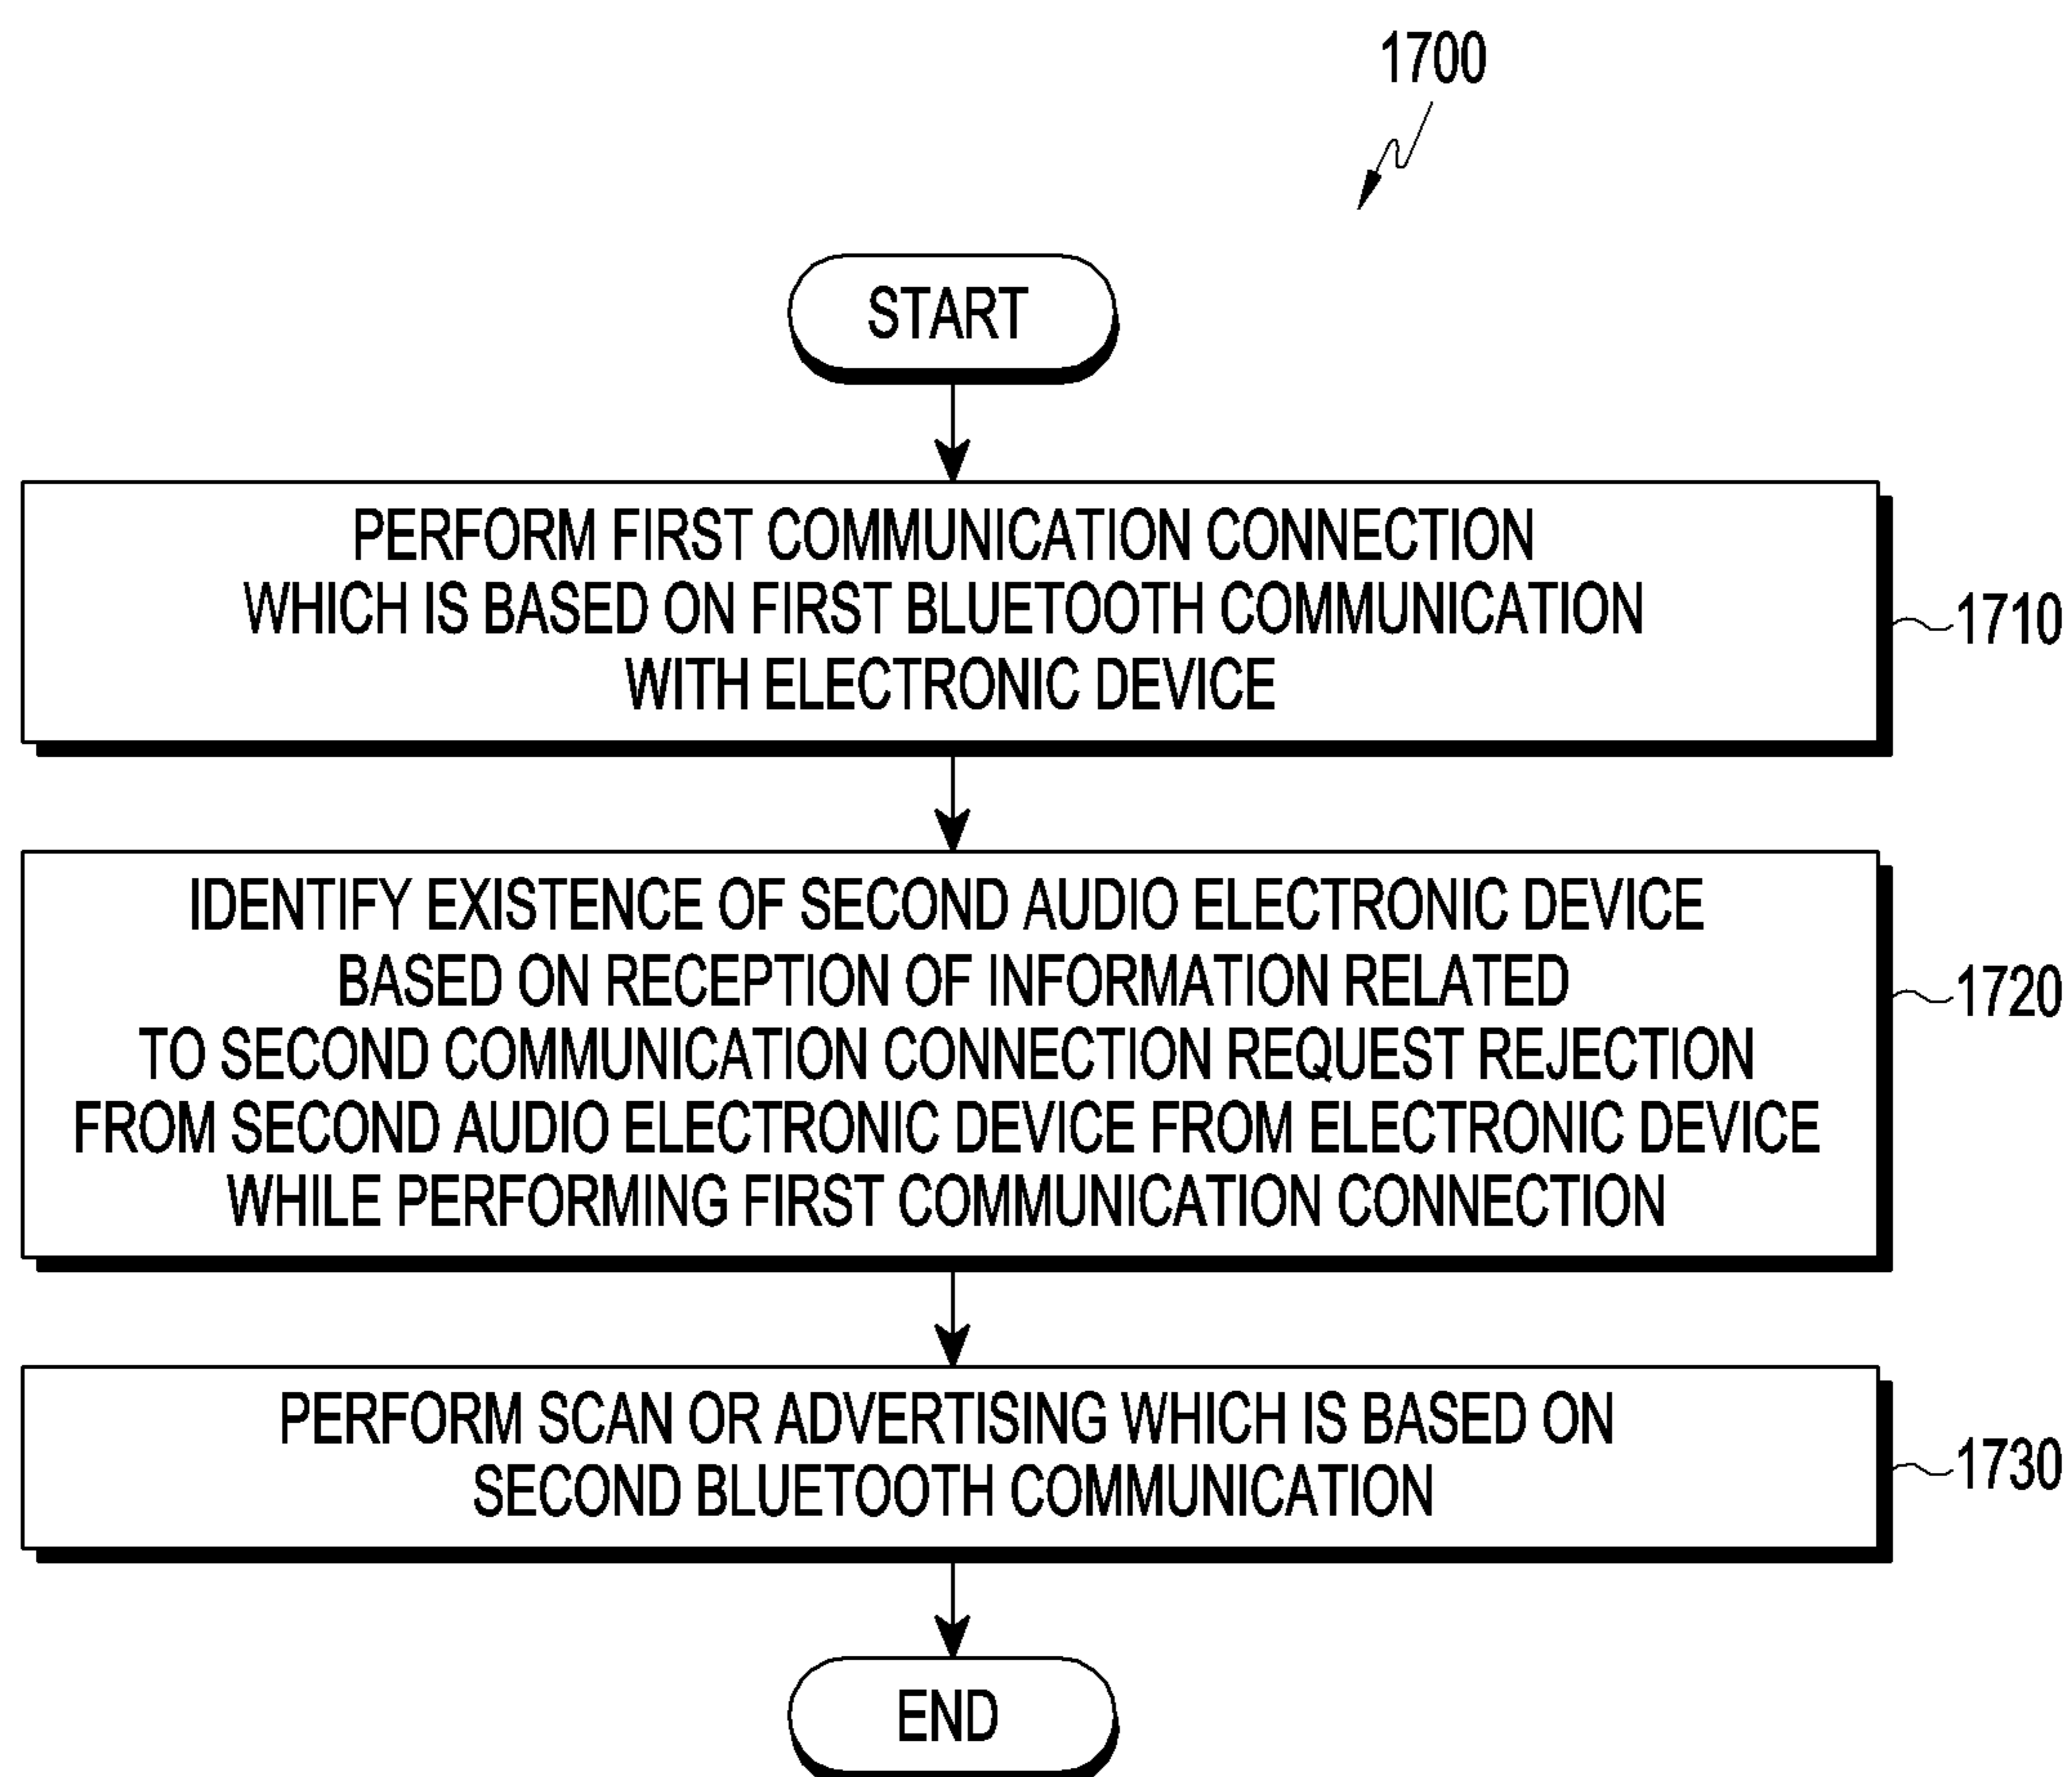 1700
START
PERFORM FIRST COMMUNICATION CONNECTION
WHICH IS BASED ON FIRST BLUETOOTH COMMUNICATION
WITH ELECTRONIC DEVICE
1710
IDENTIFY EXISTENCE OF SECOND AUDIO ELECTRONIC DEVICE
BASED ON RECEPTION OF INFORMATION RELATED
TO SECOND COMMUNICATION CONNECTION REQUEST REJECTION
FROM SECOND AUDIO ELECTRONIC DEVICE FROM ELECTRONIC DEVICE
WHILE PERFORMING FIRST COMMUNICATION CONNECTION
1720
PERFORM SCAN OR ADVERTISING WHICH IS BASED ON
SECOND BLUETOOTH COMMUNICATION
1730
END